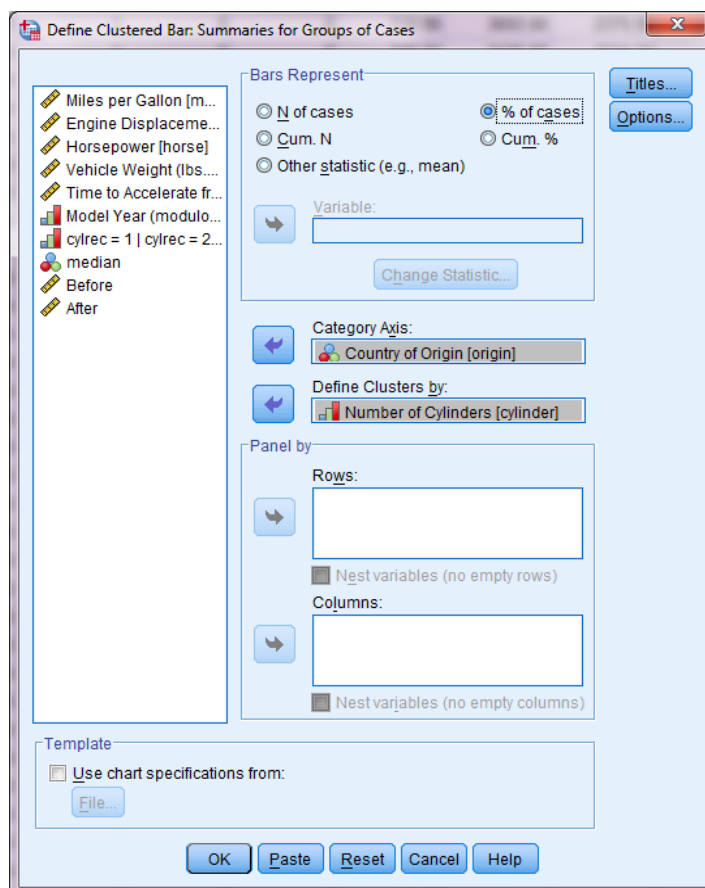 Define Clustered Bar: Summaries for Groups of Cases
Miles per Gallon [m...
Engine Displaceme...
Horsepower [horse]
Vehicle Weight (lbs....
Time to Accelerate fr...
Model Year (modulo...
cylrec = 1 | cylrec = 2...
median
Before
After
Bars Represent
N of cases
% of cases
Cum. N
Cum. %
Other statistic (e.g., mean)
Variable:
Change Statistic...
Category Axis:
Country of Origin [origin]
Define Clusters by:
Number of Cylinders [cylinder]
Panel by
Rows:
Nest variables (no empty rows)
Columns:
Nest variables (no empty columns)
Titles...
Options...
Template
Use chart specifications from:
File...
OK
Paste
Reset
Cancel
Help